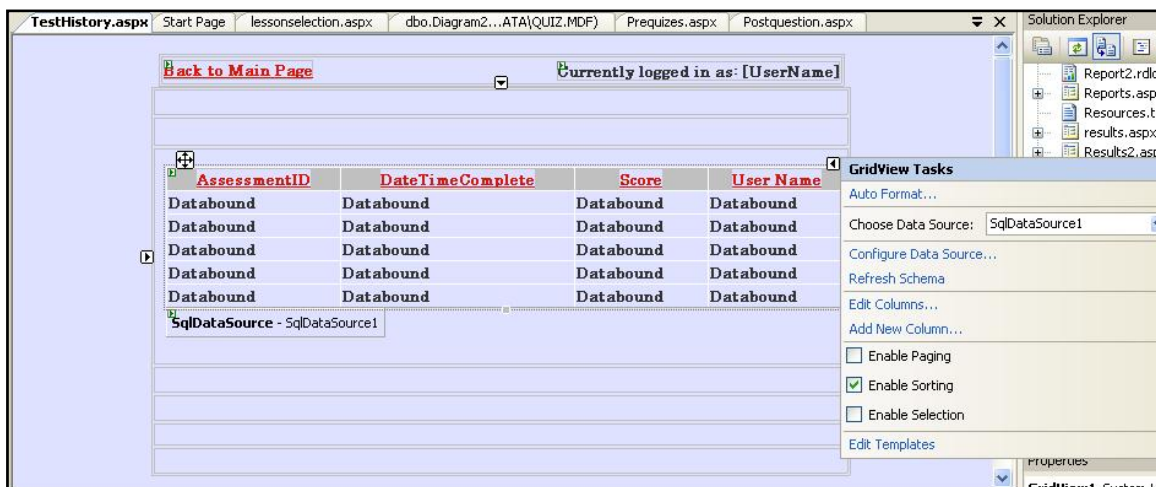 TestHistory.aspx Start Page lessonselection.aspx dbo.Diagram2...ATA\QUIZ.MDF) Prequizes.aspx Postquestion.aspx
Solution Explorer
Back to Main Page Currently logged in as: [UserName]
Report2.rdlc
Reports.asp
Resources.t
results.aspx
Results2.asp
AssessmentID DateTimeComplete Score User Name
Databound Databound Databound Databound
Databound Databound Databound Databound
Databound Databound Databound Databound
Databound Databound Databound Databound
Databound Databound Databound Databound
SqlDataSource - SqlDataSource1
GridView Tasks
Auto Format...
Choose Data Source: SqlDataSource1
Configure Data Source...
Refresh Schema
Edit Columns...
Add New Column...
Enable Paging
Enable Sorting
Enable Selection
Edit Templates
Properties